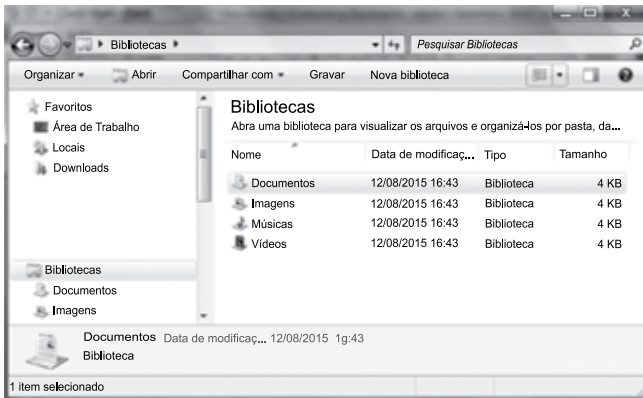 Bibliotecas
Pesquisar Bibliotecas
Organizar Abrir Compartilhar com Gravar Nova biblioteca
Favoritos
Área de Trabalho
Locais
Downloads
Bibliotecas
Documentos
Imagens
Bibliotecas
Abra uma biblioteca para visualizar os arquivos e organizá-los por pasta, da...
Nome Data de modificaç... Tipo Tamanho
Documentos 12/08/2015 16:43 Biblioteca 4 KB
Imagens 12/08/2015 16:43 Biblioteca 4 KB
Músicas 12/08/2015 16:43 Biblioteca 4 KB
Vídeos 12/08/2015 16:43 Biblioteca 4 KB
Documentos Data de modificaç... 12/08/2015 1g:43
Biblioteca
1 item selecionado